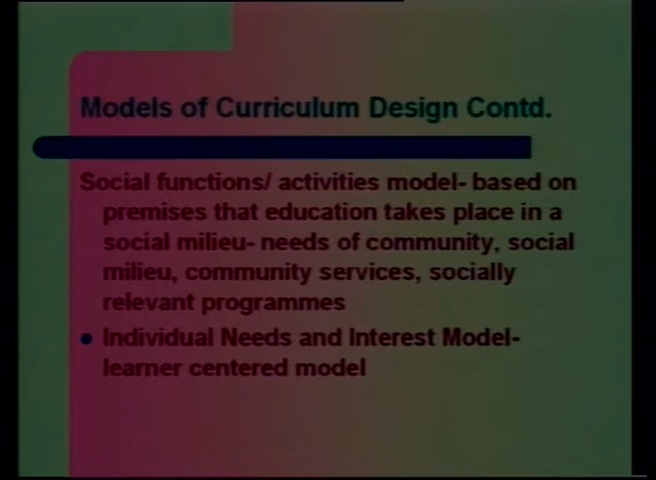 Models of Curriculum Design Contd.
Social functions/ activities model- based on
premises that education takes place in a
social milieu- needs of community, social
milieu, community services, socially
relevant programmes
• Individual Needs and Interest Model-
learner centered model